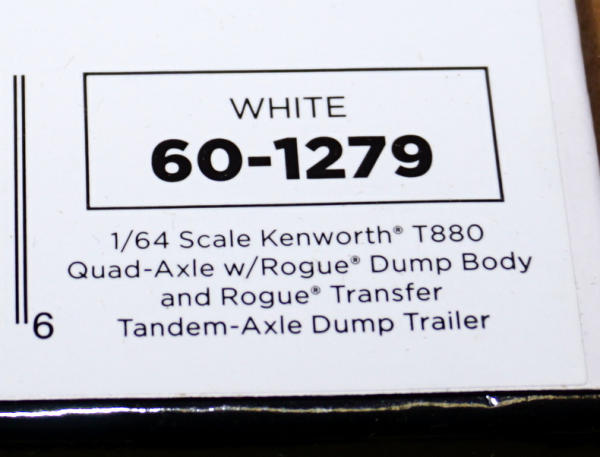 WHITE
60-1279
1/64 Scale Kenworth® T880
Quad-Axle w/Rogue® Dump Body
and Rogue® Transfer
Tandem-Axle Dump Trailer
6